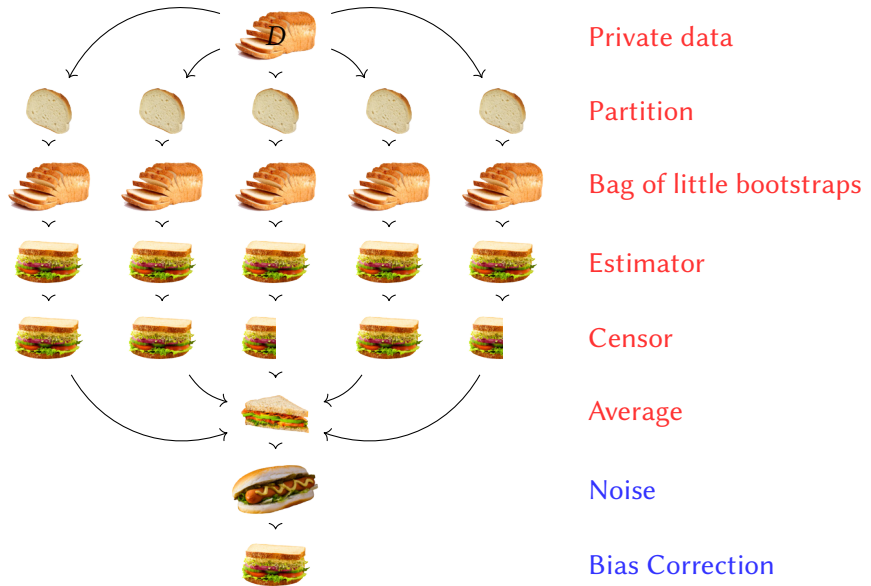 D
Private data
Partition
Bag of little bootstraps
Estimator
Censor
Average
Noise
Bias Correction